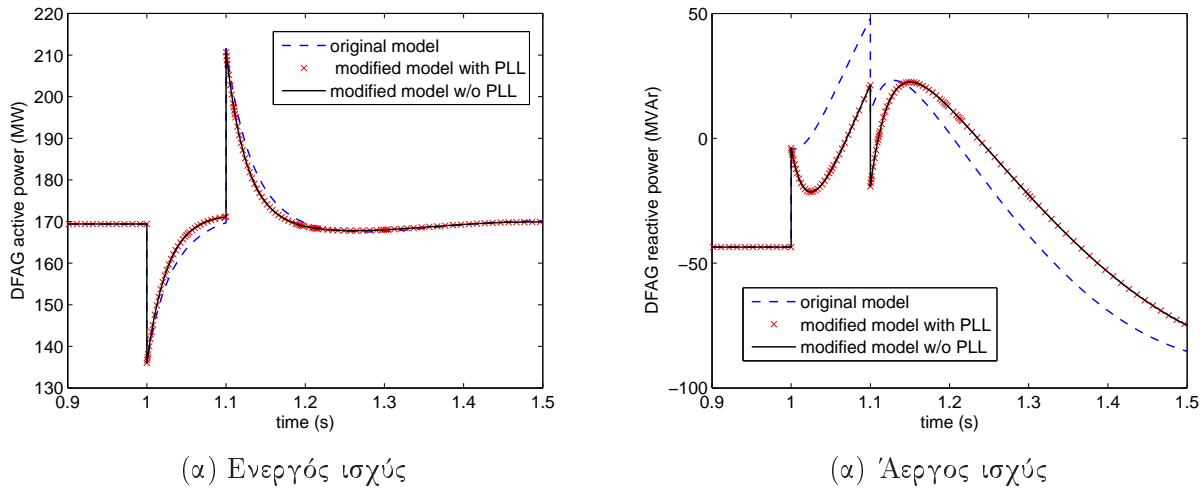 220
210
200
190
180
170
160
150
140
130
0.9
1
1.1
1.2
1.3
1.4
1.5
time (s)
DFAG active power (MW)
original model
modified model with PLL
modified model w/o PLL
(α) Ενεργός ισχύς
50
0
−50
−100
0.9
1
1.1
1.2
1.3
1.4
1.5
time (s)
DFAG reactive power (MVAr)
original model
modified model with PLL
modified model w/o PLL
(α) Άεργος ισχύς